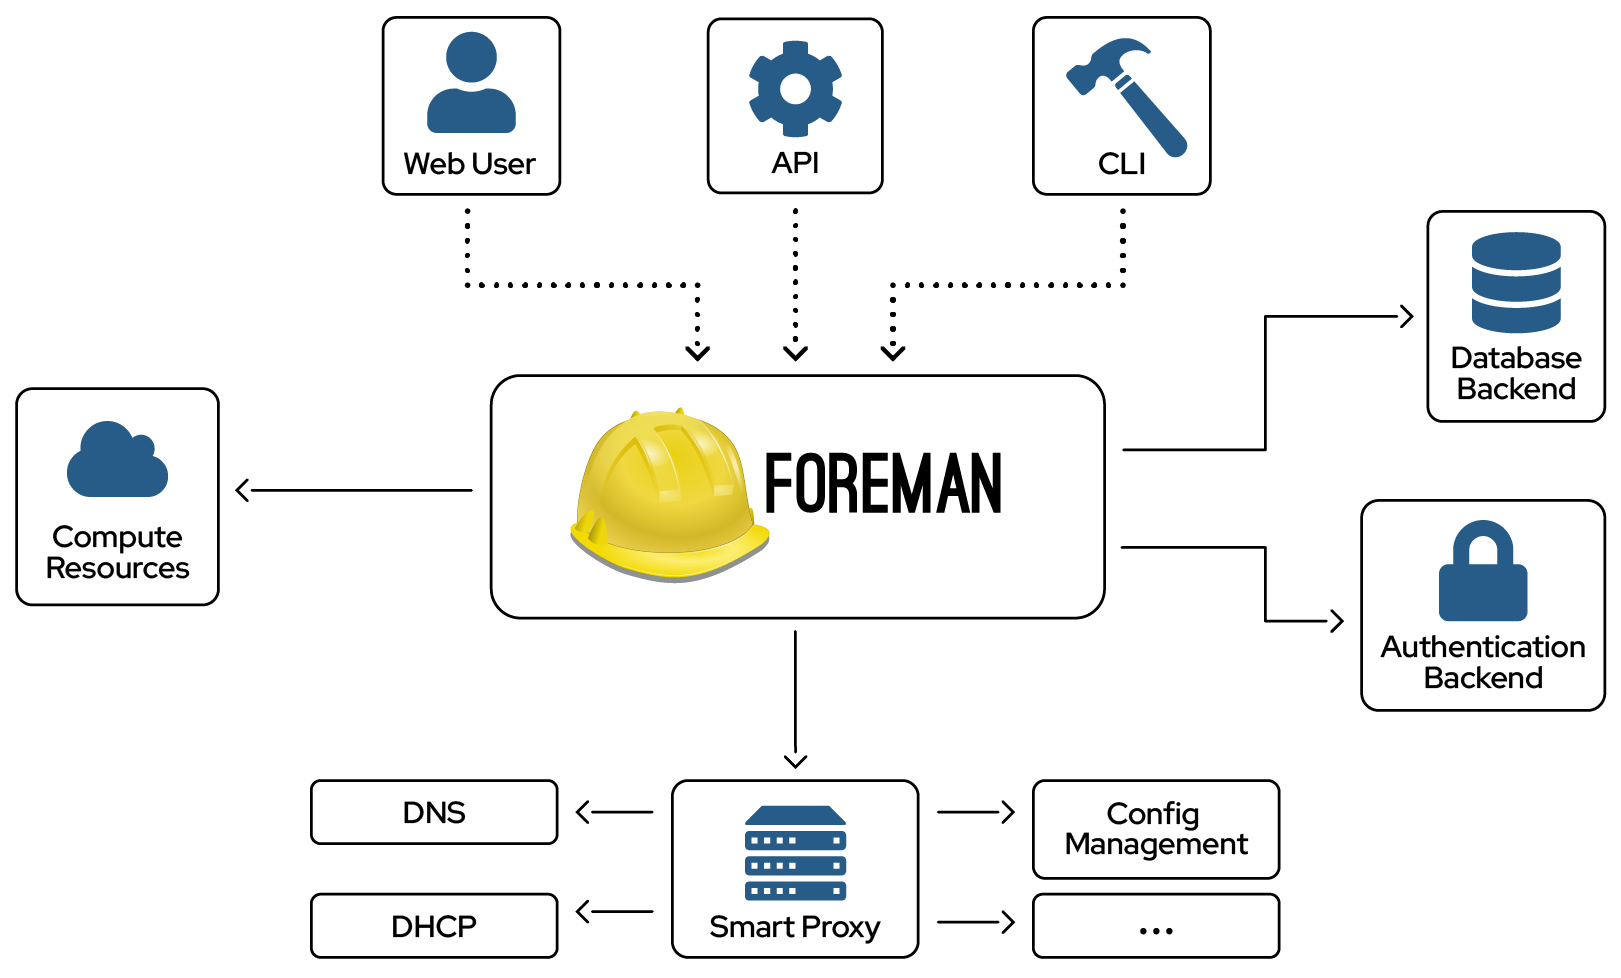 Web User
API
CLI
Database
Backend
FOREMAN
Compute
Resources
Authentication
Backend
DNS
Config
Management
DHCP
Smart Proxy
...